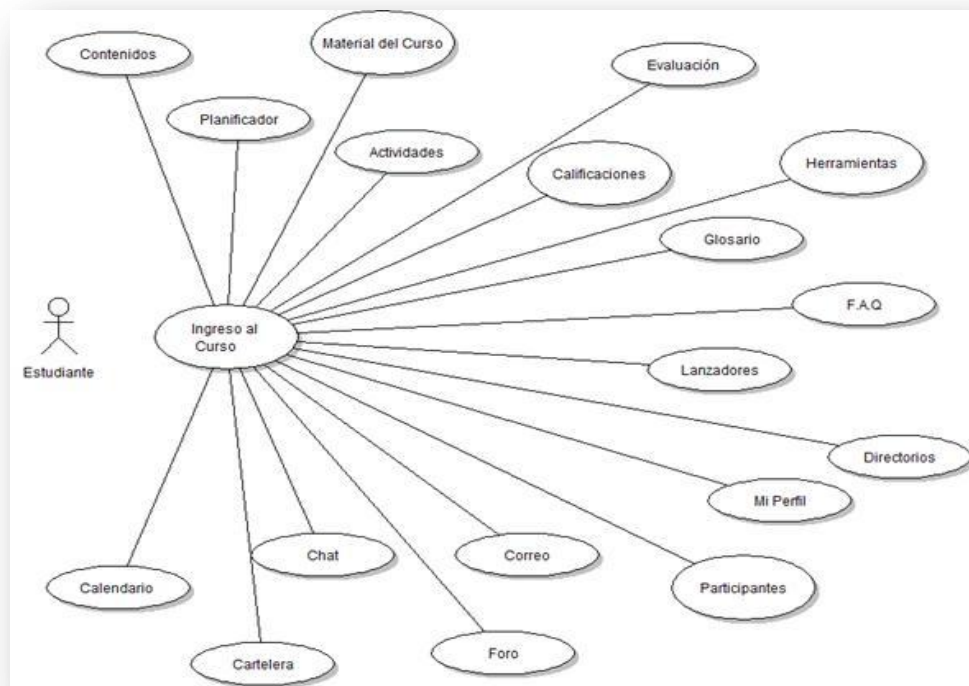 Contenidos
Material del Curso
Evaluación
Planificador
Actividades
Calificaciones
Herramientas
Glosario
F.A.Q
Ingreso al
Curso
Estudiante
Lanzadores
Directorios
Mi Perfil
Chat
Correo
Calendario
Participantes
Foro
Cartelera